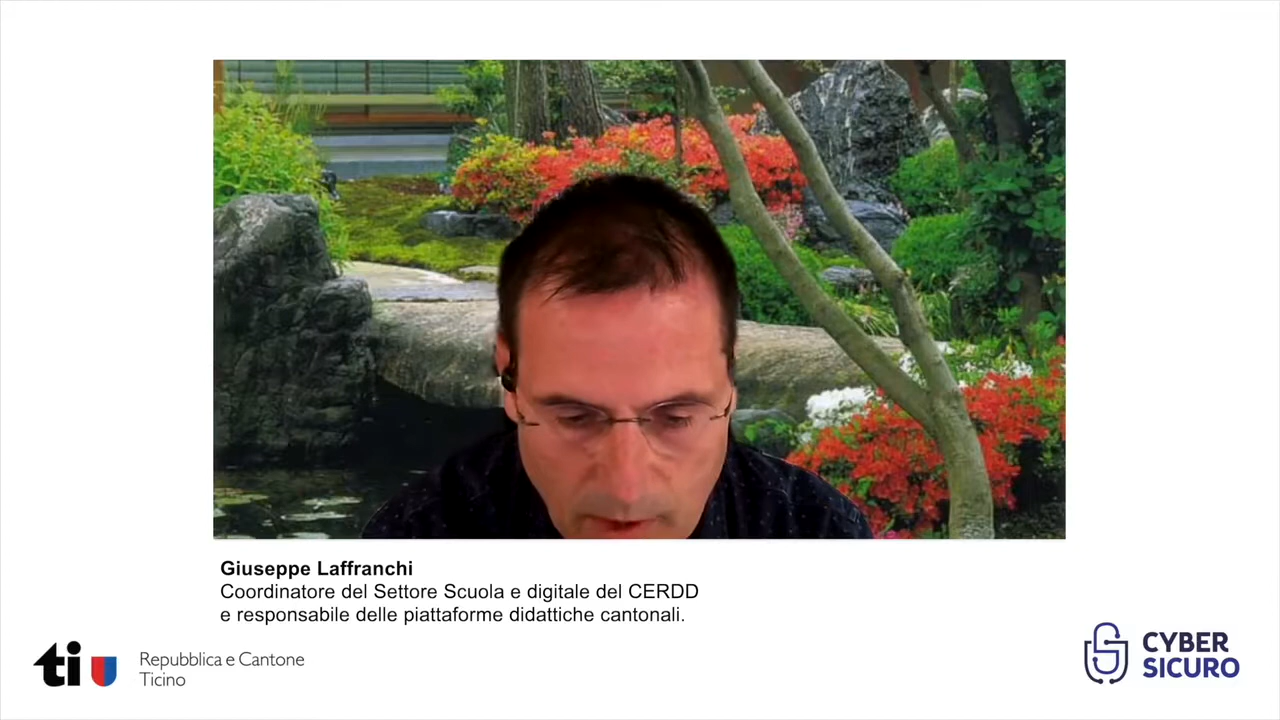 Giuseppe Laffranchi
Coordinatore del Settore Scuola e digitale del CERDD
e responsabile delle piattaforme didattiche cantonali.
ti
Repubblica e Cantone
Ticino
CYBER
SICURO